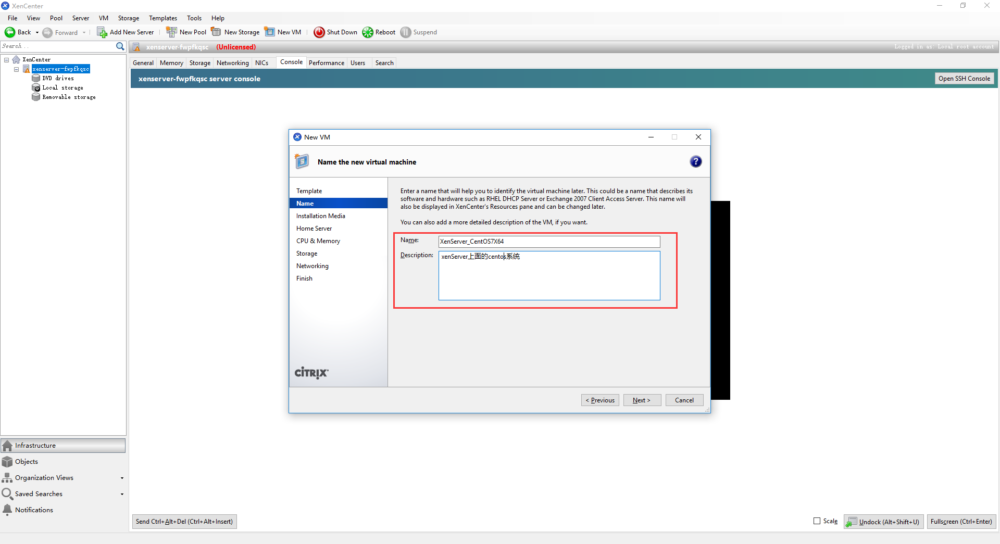 XenCenter
File View Pool Server VM Storage Templates Tools Help
Back Forward Add New Server New Pool New Storage New VM Shut Down Reboot Suspend
Search...
xenserver-fwpfkqsc (Unlicensed)
Logged in as: Local root account
XenCenter
xenserver-fwpfkqsc
DVD drives
Local storage
Removable storage
General Memory Storage Networking NICs Console Performance Users Search
xenserver-fwpfkqsc server console
Open SSH Console
New VM
Name the new virtual machine
?
Template
Name
Installation Media
Home Server
CPU & Memory
Storage
Networking
Finish
CITRIX
Enter a name that will help you to identify the virtual machine later. This could be a name that describes its
software and hardware such as RHEL DHCP Server or Exchange 2007 Client Access Server. This name will
also be displayed in XenCenter's Resources pane and can be changed later.
You can also add a more detailed description of the VM, if you want.
Name: XenServer_CentOS7X64
Description: xenServer上面的centos系统
< Previous Next > Cancel
Infrastructure
Objects
Organization Views
Saved Searches
Notifications
Send Ctrl+Alt+Del (Ctrl+Alt+Insert)
Scale
Undock (Alt+Shift+U)
Fullscreen (Ctrl+Enter)